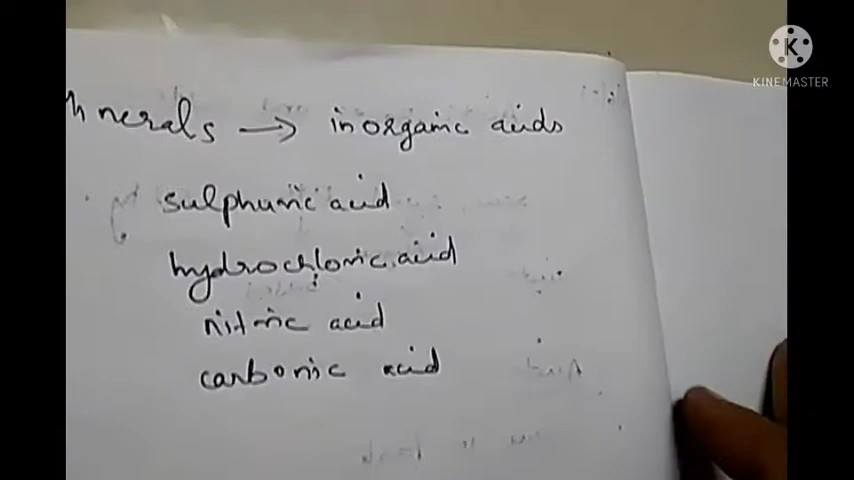 KINEMASTER
nerals → inorganic acids
sulphuric acid
hydrochloric acid
nitric acid
carbonic acid